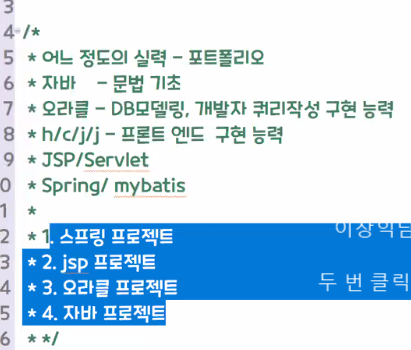 3
4 /*
5 * 어느 정도의 실력 - 포트폴리오
6 * 자바 - 문법 기초
7 * 오라클 - DB모델링, 개발자 쿼리작성 구현 능력
8 * h/c/j/j - 프론트 엔드 구현 능력
9 * JSP/Servlet
0 * Spring/ mybatis
1 *
2 * 1. 스프링 프로젝트
3 * 2. jsp 프로젝트
4 * 3. 오라클 프로젝트
두 번 클릭
5 * 4. 자바 프로젝트
6 * */